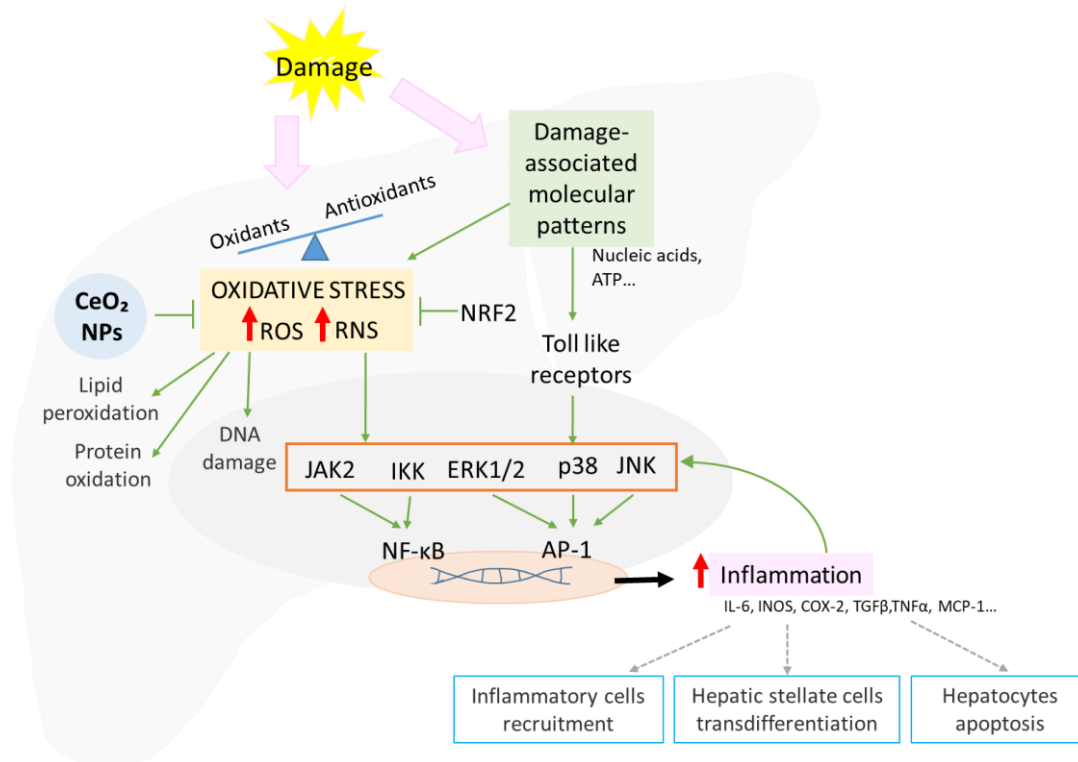 Damage
Damage-
associated
molecular
patterns
Oxidants
Antioxidants
Nucleic acids,
ATP...
CeO₂
NPs
OXIDATIVE STRESS
ROS
RNS
NRF2
Toll like
receptors
Lipid
peroxidation
Protein
oxidation
DNA
damage
JAK2 IKK ERK1/2 p38 JNK
NF-κB
AP-1
Inflammation
IL-6, INOS, COX-2, TGFβ,TNFα, MCP-1...
Inflammatory cells
recruitment
Hepatic stellate cells
transdifferentiation
Hepatocytes
apoptosis